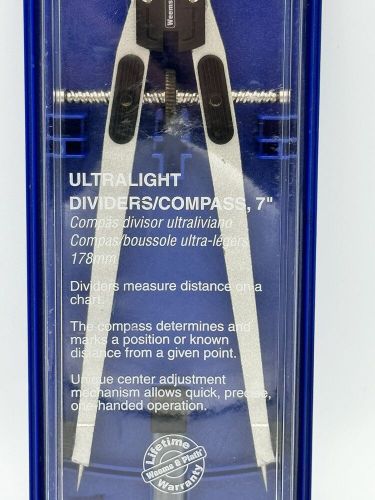 Weems
ULTRALIGHT
DIVIDERS/COMPASS, 7"
Compás divisor ultraliviano
Compas/boussole ultra-légers
178mm
Dividers measure distance on a
chart.
The compass determines and
marks a position or known
distance from a given point.
Unique center adjustment
mechanism allows quick, precise,
one-handed operation.
Lifetime
Weems & Plath®
Warranty